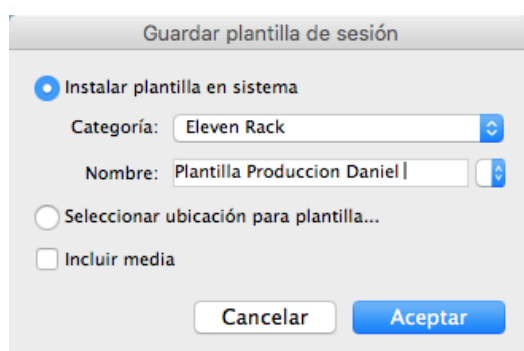 Guardar plantilla de sesión
Instalar plantilla en sistema
Categoría: Eleven Rack
Nombre: Plantilla Produccion Daniel
Seleccionar ubicación para plantilla...
Incluir media
Cancelar Aceptar